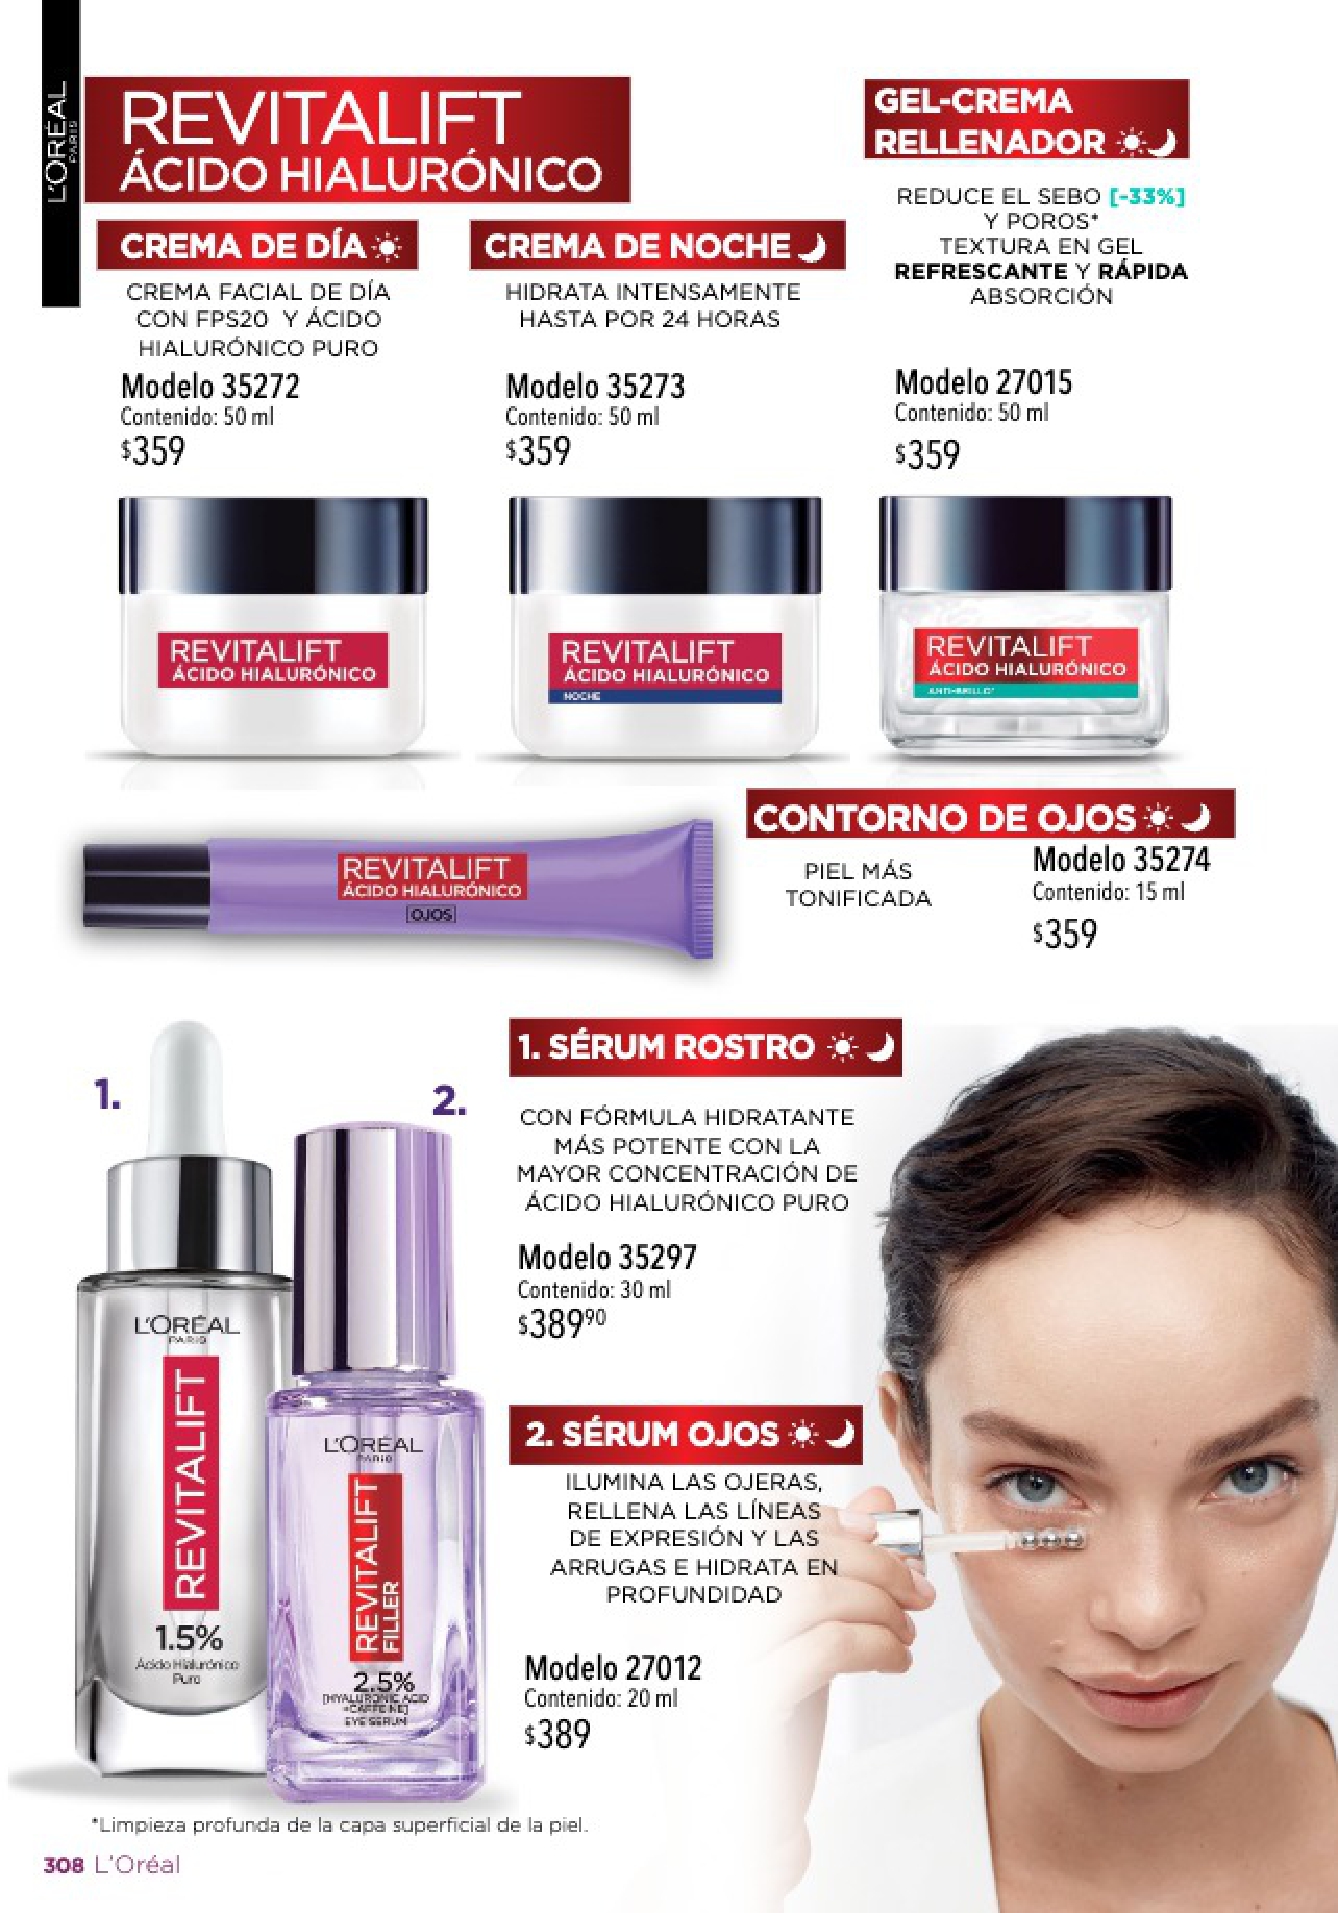 L'ORÉAL
PARIS
REVITALIFT
ÁCIDO HIALURÓNICO
CREMA DE DÍA
CREMA FACIAL DE DÍA
CON FPS20 Y ÁCIDO
HIALURÓNICO PURO
Modelo 35272
Contenido: 50 ml
$359
CREMA DE NOCHE
HIDRATA INTENSAMENTE
HASTA POR 24 HORAS
Modelo 35273
Contenido: 50 ml
$359
GEL-CREMA
RELLENADOR
REDUCE EL SEBO [-33%]
Y POROS*
TEXTURA EN GEL
REFRESCANTE Y RÁPIDA
ABSORCIÓN
Modelo 27015
Contenido: 50 ml
$359
REVITALIFT
ÁCIDO HIALURÓNICO
REVITALIFT
ÁCIDO HIALURÓNICO
NOCHE
REVITALIFT
ÁCIDO HIALURÓNICO
ANTI-BRILLO*
REVITALIFT
ÁCIDO HIALURÓNICO
OJOS
CONTORNO DE OJOS
PIEL MÁS
TONIFICADA
Modelo 35274
Contenido: 15 ml
$359
1.
2.
L'ORÉAL
PARIS
REVITALIFT
1.5%
Ácido Hialurónico
Puro
L'ORÉAL
PARIS
REVITALIFT
FILLER
2.5%
[HYALURONIC ACID
+CAFFEINE]
EYE SERUM
1. SÉRUM ROSTRO
CON FÓRMULA HIDRATANTE
MÁS POTENTE CON LA
MAYOR CONCENTRACIÓN DE
ÁCIDO HIALURÓNICO PURO
Modelo 35297
Contenido: 30 ml
$389⁹⁰
2. SÉRUM OJOS
ILUMINA LAS OJERAS,
RELLENA LAS LÍNEAS
DE EXPRESIÓN Y LAS
ARRUGAS E HIDRATA EN
PROFUNDIDAD
Modelo 27012
Contenido: 20 ml
$389
*Limpieza profunda de la capa superficial de la piel.
308 L'Oréal